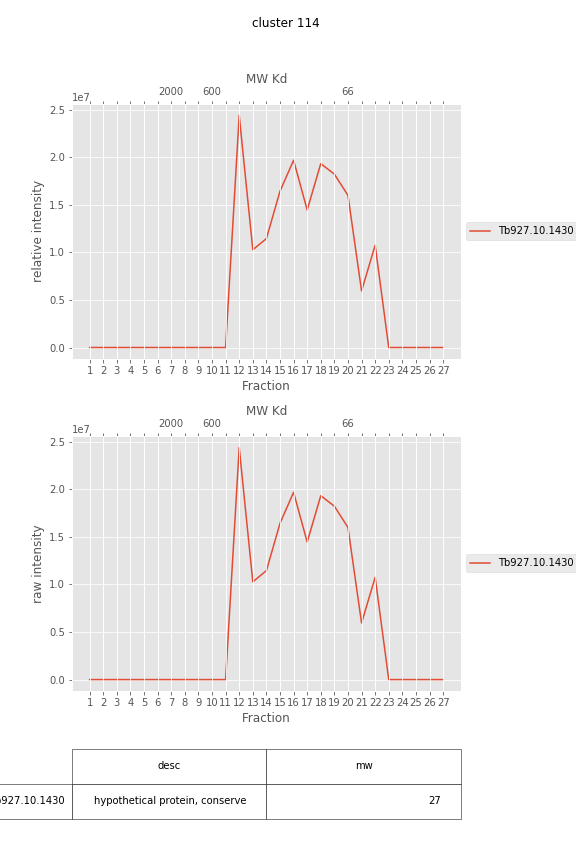 cluster 114
MW Kd
2000 600 66
1e7
2.5
2.0
1.5
1.0
0.5
0.0
relative intensity
Tb927.10.1430
1 2 3 4 5 6 7 8 9 10 11 12 13 14 15 16 17 18 19 20 21 22 23 24 25 26 27
Fraction
MW Kd
2000 600 66
1e7
2.5
2.0
1.5
1.0
0.5
0.0
raw intensity
Tb927.10.1430
1 2 3 4 5 6 7 8 9 10 11 12 13 14 15 16 17 18 19 20 21 22 23 24 25 26 27
Fraction
desc mw
927.10.1430 hypothetical protein, conserve 27